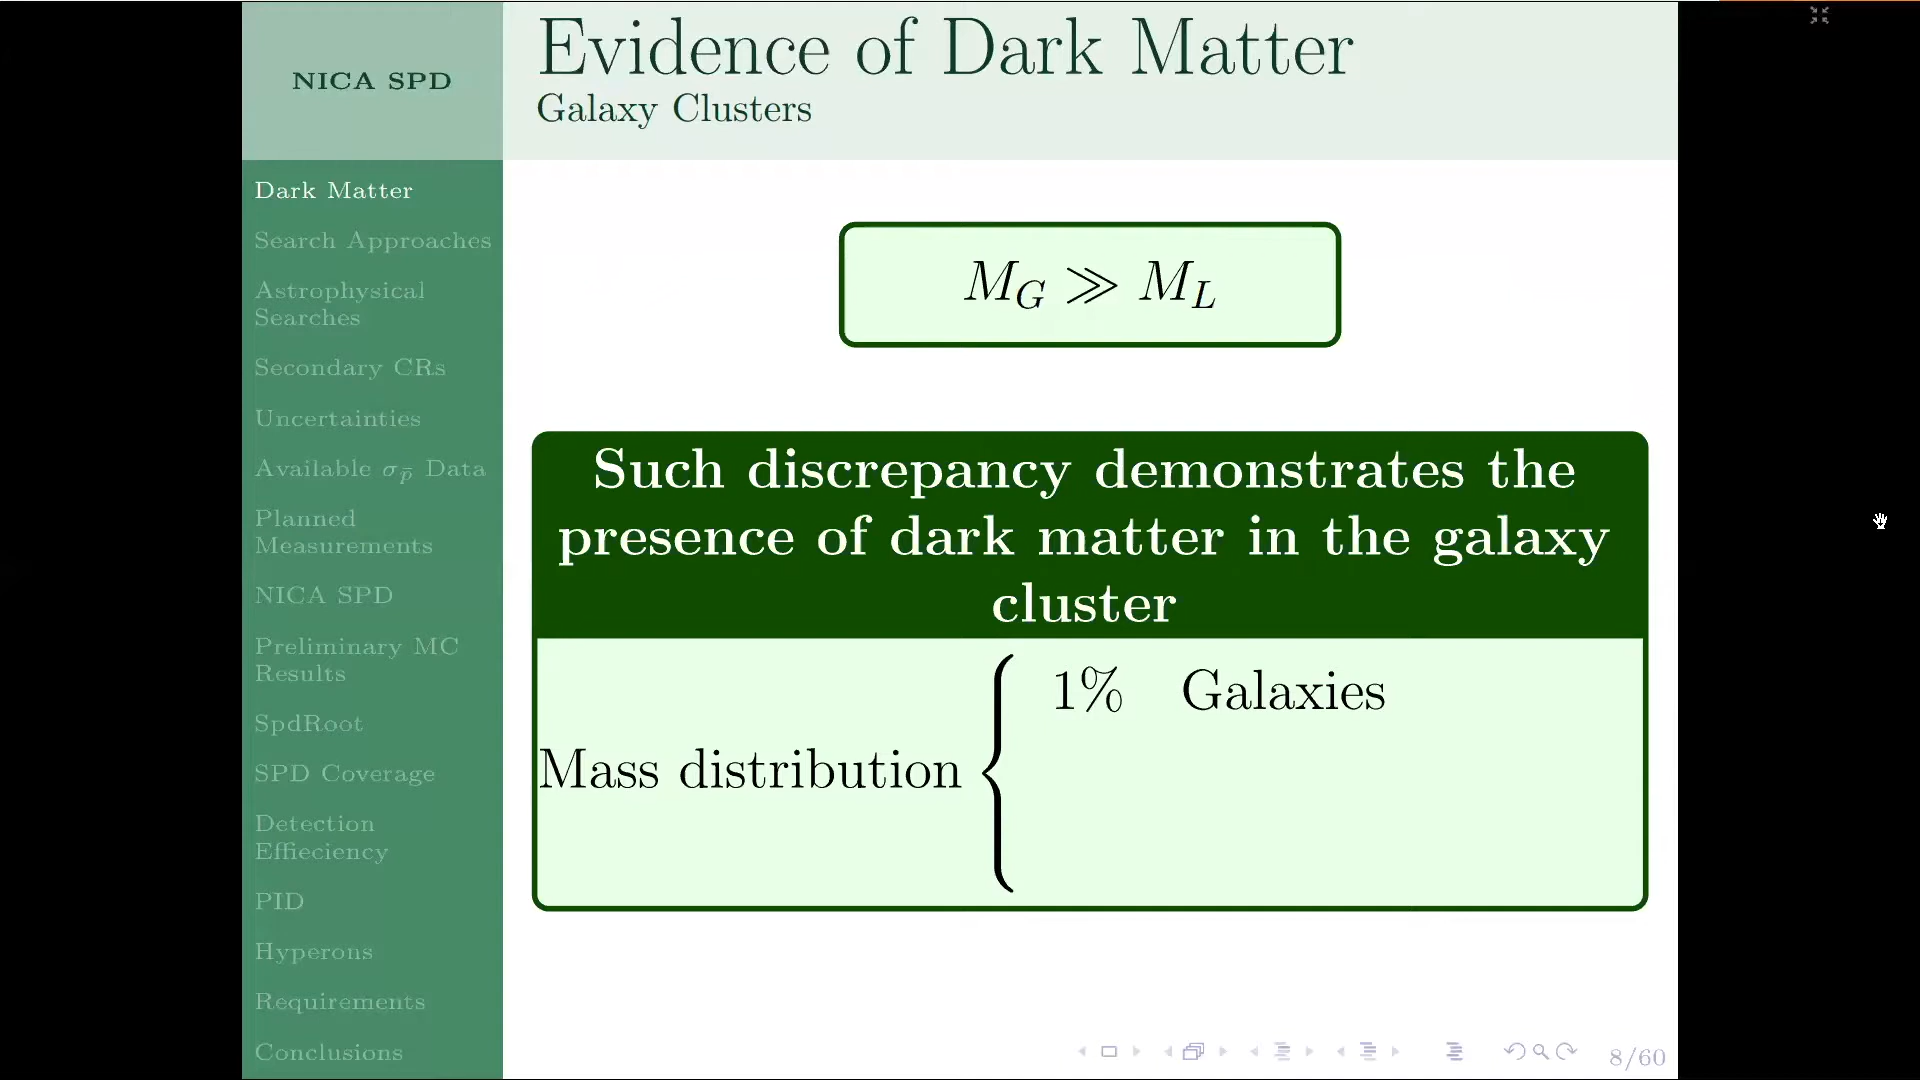 NICA SPD
Evidence of Dark Matter
Galaxy Clusters
Dark Matter
Search Approaches
Astrophysical
Searches
Secondary CRs
Uncertainties
Available σp̄ Data
Planned
Measurements
NICA SPD
Preliminary MC
Results
SpdRoot
SPD Coverage
Detection
Effieciency
PID
Hyperons
Requirements
Conclusions
M_G ≫ M_L
Such discrepancy demonstrates the
presence of dark matter in the galaxy
cluster
1% Galaxies
Mass distribution {
8/60